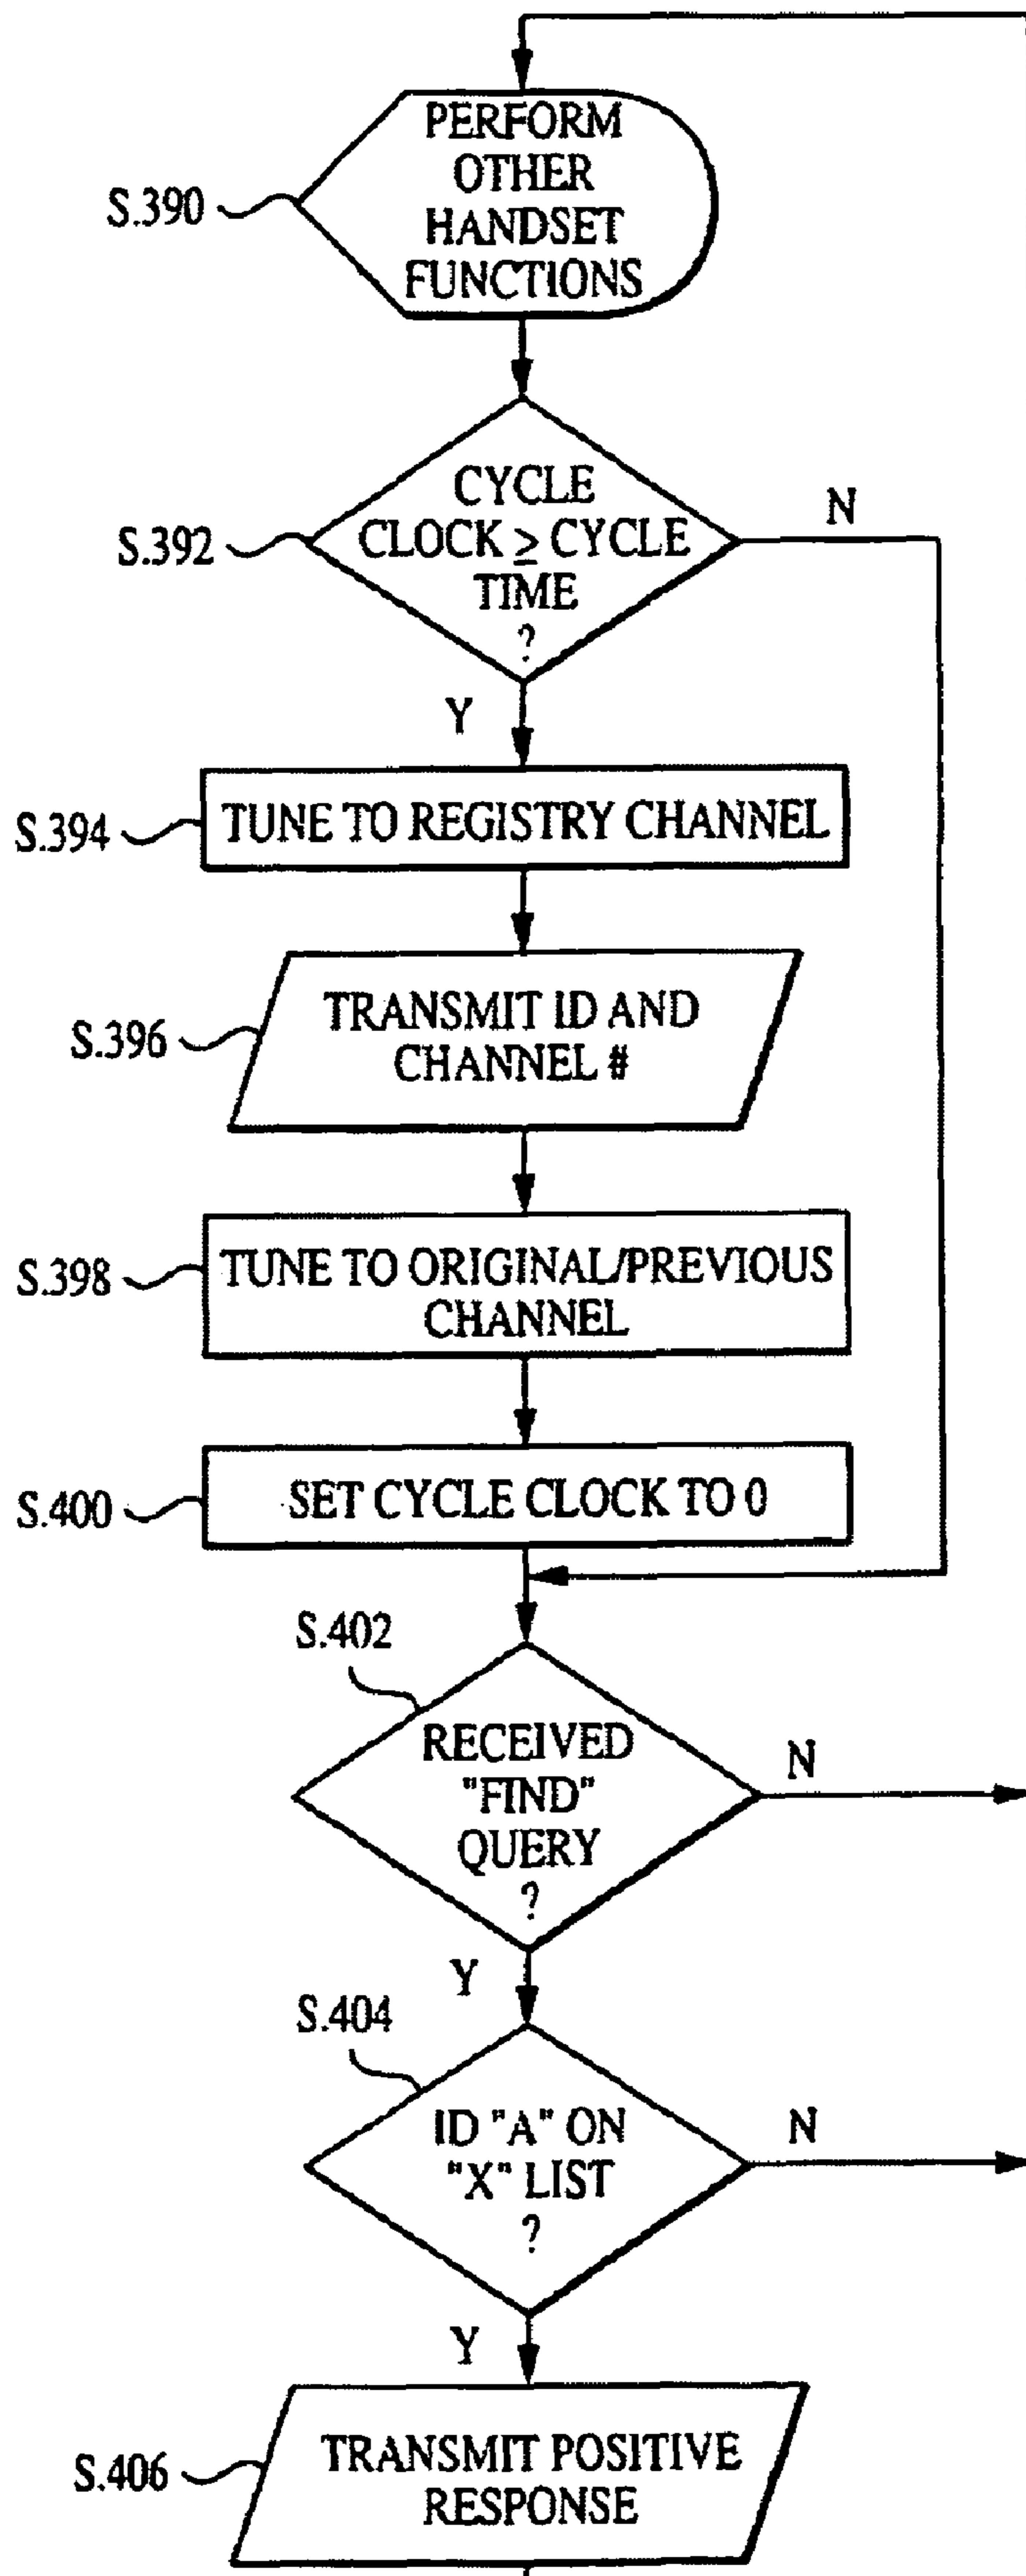 PERFORM
OTHER
HANDSET
FUNCTIONS
S.390
CYCLE
CLOCK ≥ CYCLE
TIME
?
S.392
N
Y
S.394
TUNE TO REGISTRY CHANNEL
TRANSMIT ID AND
CHANNEL #
S.396
TUNE TO ORIGINAL/PREVIOUS
CHANNEL
S.398
S.400
SET CYCLE CLOCK TO 0
S.402
RECEIVED
"FIND"
QUERY
?
N
Y
S.404
ID "A" ON
"X" LIST
?
N
Y
TRANSMIT POSITIVE
RESPONSE
S.406